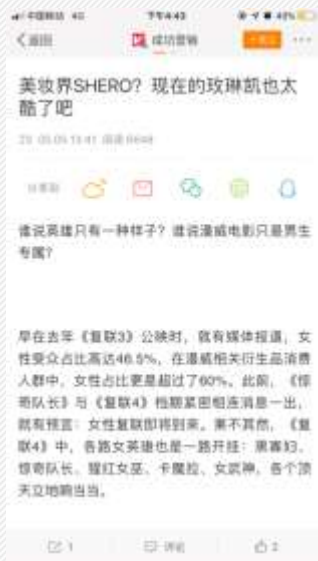 中国移动 4G 下午4:43 42%
返回 成功营销
美妆界SHERO？现在的玫琳凯也太
酷了吧
分享到
谁说英雄只有一种样子？谁说漫威电影只是男生
专属？
早在去年《复联3》公映时，就有媒体报道，女
性受众占比高达46.5%，在漫威相关衍生品消费
人群中，女性占比更是超过了60%。此前，《惊
奇队长》与《复联4》档期紧密相连消息一出，
就有预言：女性复联即将到来。果不其然，《复
联4》中，各路女英雄也是一路开挂：黑寡妇、
惊奇队长、猩红女巫、卡魔拉、女武神，各个顶
天立地响当当。
1 评论 2